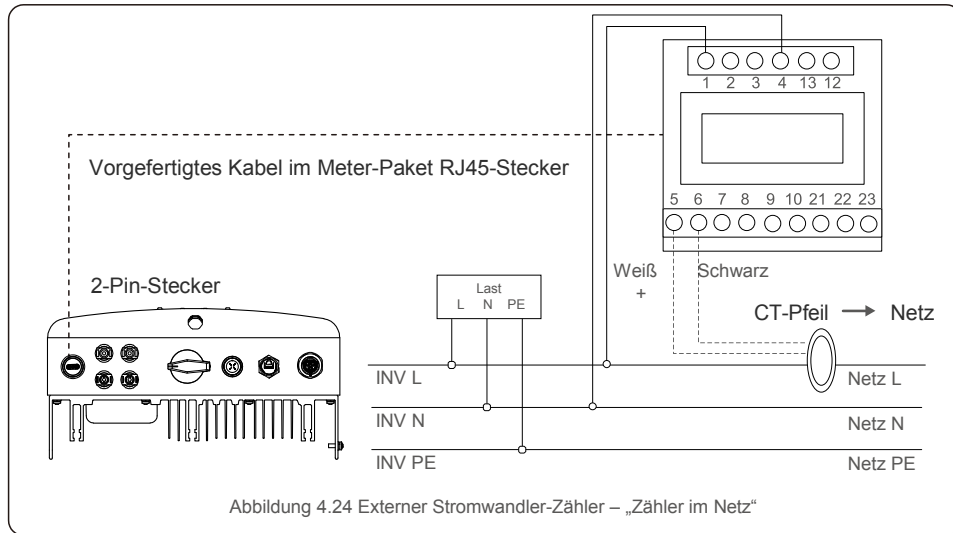 1 2 3 4 13 12
Vorgefertigtes Kabel im Meter-Paket RJ45-Stecker
5 6 7 8 9 10 21 22 23
Weiß Schwarz
+
2-Pin-Stecker
Last
L N PE
CT-Pfeil → Netz
INV L Netz L
INV N Netz N
INV PE Netz PE
Abbildung 4.24 Externer Stromwandler-Zähler – „Zähler im Netz“